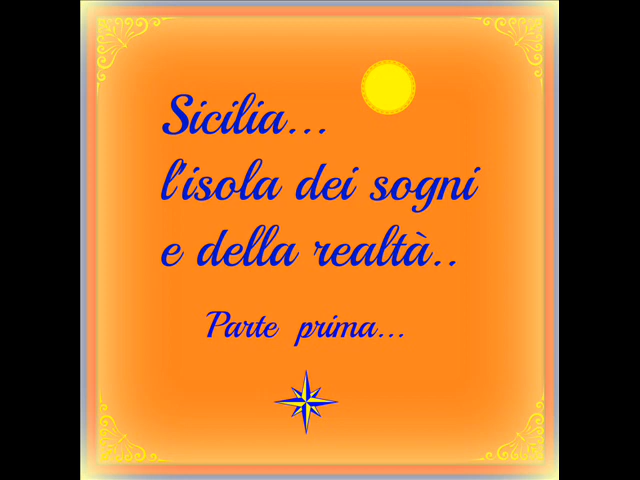 Sicilia...
l'isola dei sogni
e della realtà..
Parte prima...